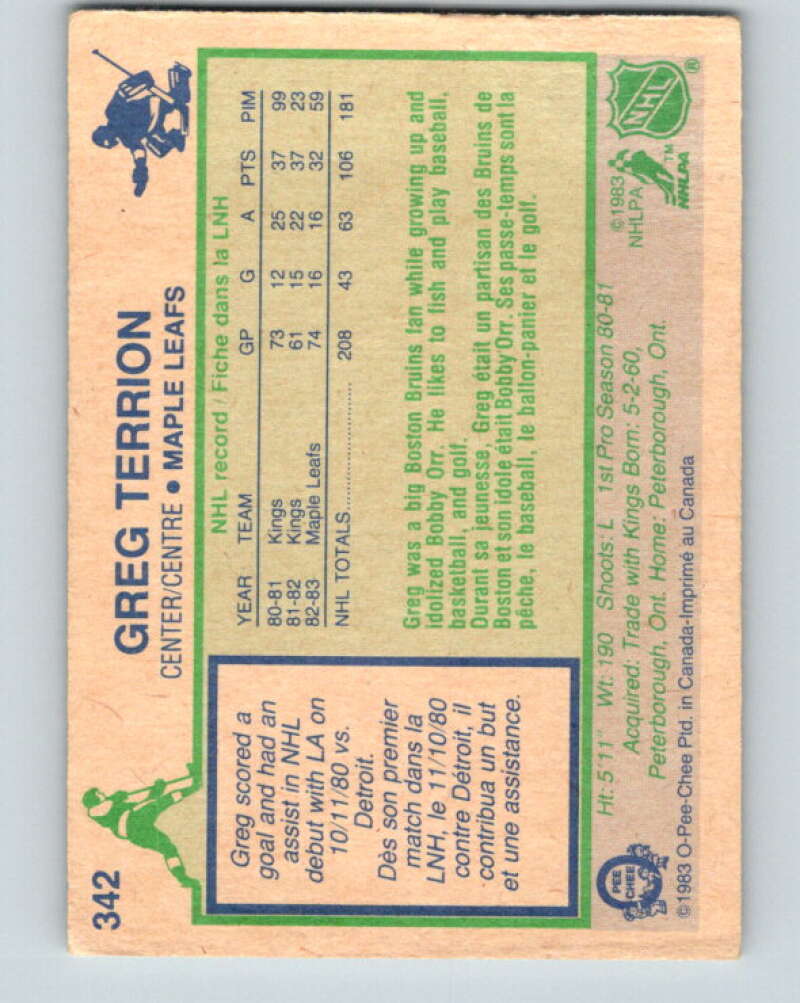 342
GREG TERRION
CENTER/CENTRE • MAPLE LEAFS
Greg scored a
goal and had an
assist in NHL
debut with LA on
10/11/80 vs.
Detroit.
Dès son premier
match dans la
LNH, le 11/10/80
contre Détroit, il
contribua un but
et une assistance.
NHL record / Fiche dans la LNH
YEAR TEAM GP G A PTS PIM
80-81 Kings 73 12 25 37 99
81-82 Kings 61 15 22 37 23
82-83 Maple Leafs 74 16 16 32 59
NHL TOTALS 208 43 63 106 181
Greg was a big Boston Bruins fan while growing up and
idolized Bobby Orr. He likes to fish and play baseball,
basketball, and golf.
Durant sa jeunesse, Greg était un partisan des Bruins de
Boston et son idole était Bobby Orr. Ses passe-temps sont la
pêche, le baseball, le ballon-panier et le golf.
Ht: 5'11" Wt: 190 Shoots: L 1st Pro Season 80-81
Acquired: Trade with Kings Born: 5-2-60,
Peterborough, Ont. Home: Peterborough, Ont.
©1983 O-Pee-Chee Ptd. in Canada-Imprimé au Canada
O
PEE
CHEE
©1983
NHLPA
NHL
®
TM
NHLPA